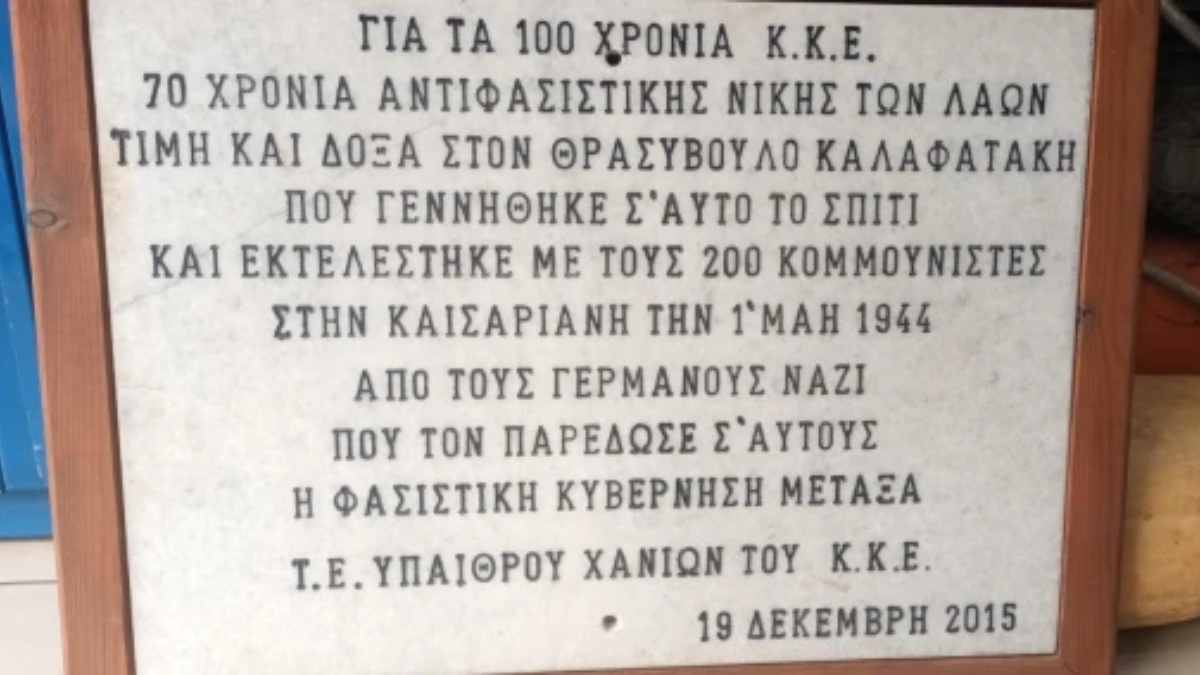 ΓΙΑ ΤΑ 100 ΧΡΟΝΙΑ Κ.Κ.Ε.
70 ΧΡΟΝΙΑ ΑΝΤΙΦΑΣΙΣΤΙΚΗΣ ΝΙΚΗΣ ΤΩΝ ΛΑΩΝ
ΤΙΜΗ ΚΑΙ ΔΟΞΑ ΣΤΟΝ ΘΡΑΣΥΒΟΥΛΟ ΚΑΛΑΦΑΤΑΚΗ
ΠΟΥ ΓΕΝΝΗΘΗΚΕ Σ'ΑΥΤΟ ΤΟ ΣΠΙΤΙ
ΚΑΙ ΕΚΤΕΛΕΣΤΗΚΕ ΜΕ ΤΟΥΣ 200 ΚΟΜΜΟΥΝΙΣΤΕΣ
ΣΤΗΝ ΚΑΙΣΑΡΙΑΝΗ ΤΗΝ 1' ΜΑΗ 1944
ΑΠΟ ΤΟΥΣ ΓΕΡΜΑΝΟΥΣ ΝΑΖΙ
ΠΟΥ ΤΟΝ ΠΑΡΕΔΩΣΕ Σ'ΑΥΤΟΥΣ
Η ΦΑΣΙΣΤΙΚΗ ΚΥΒΕΡΝΗΣΗ ΜΕΤΑΞΑ
Τ.Ε. ΥΠΑΙΘΡΟΥ ΧΑΝΙΩΝ ΤΟΥ Κ.Κ.Ε.
19 ΔΕΚΕΜΒΡΗ 2015